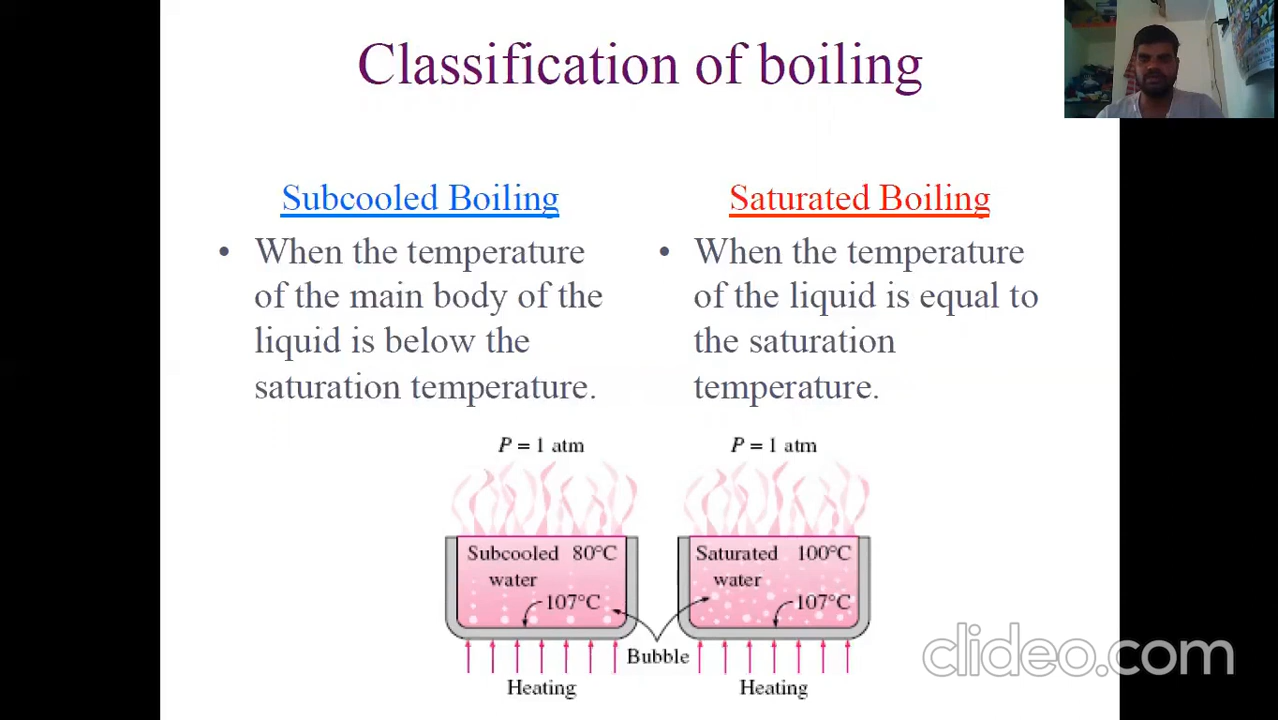 Classification of boiling
Subcooled Boiling
• When the temperature
of the main body of the
liquid is below the
saturation temperature.
Saturated Boiling
• When the temperature
of the liquid is equal to
the saturation
temperature.
P = 1 atm
Subcooled 80°C
water
107°C
Heating
Bubble
P = 1 atm
Saturated 100°C
water
107°C
Heating
clideo.com